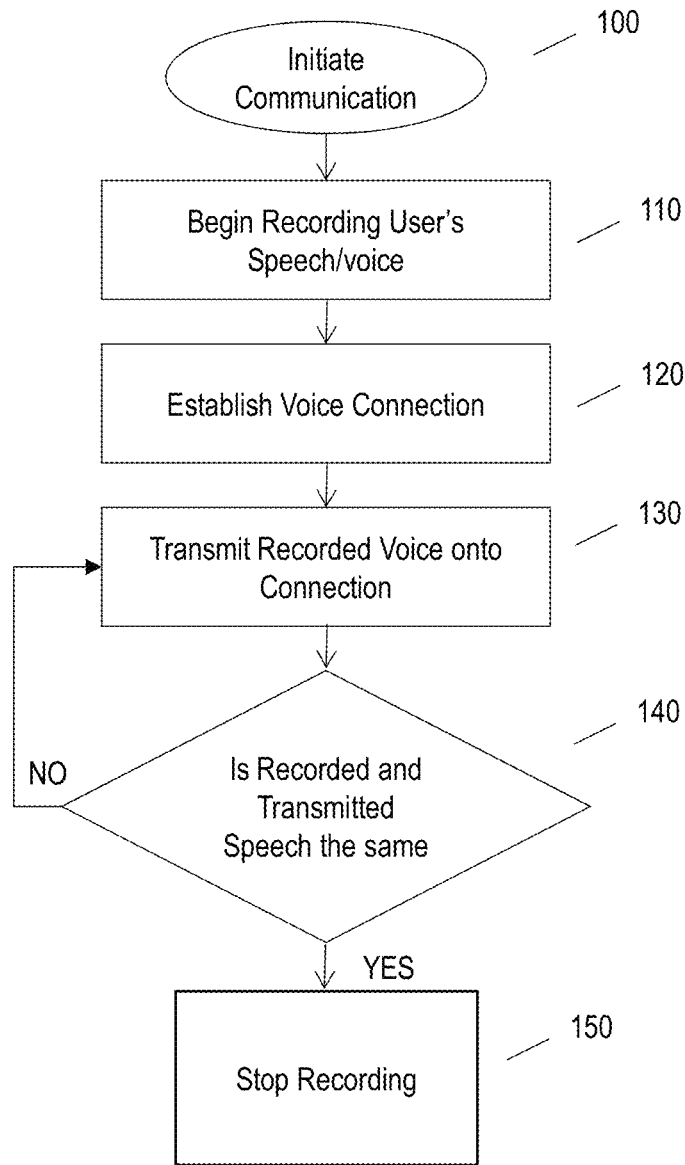 100
Initiate
Communication
110
Begin Recording User's
Speech/voice
120
Establish Voice Connection
130
Transmit Recorded Voice onto
Connection
140
NO
Is Recorded and
Transmitted
Speech the same
YES
150
Stop Recording